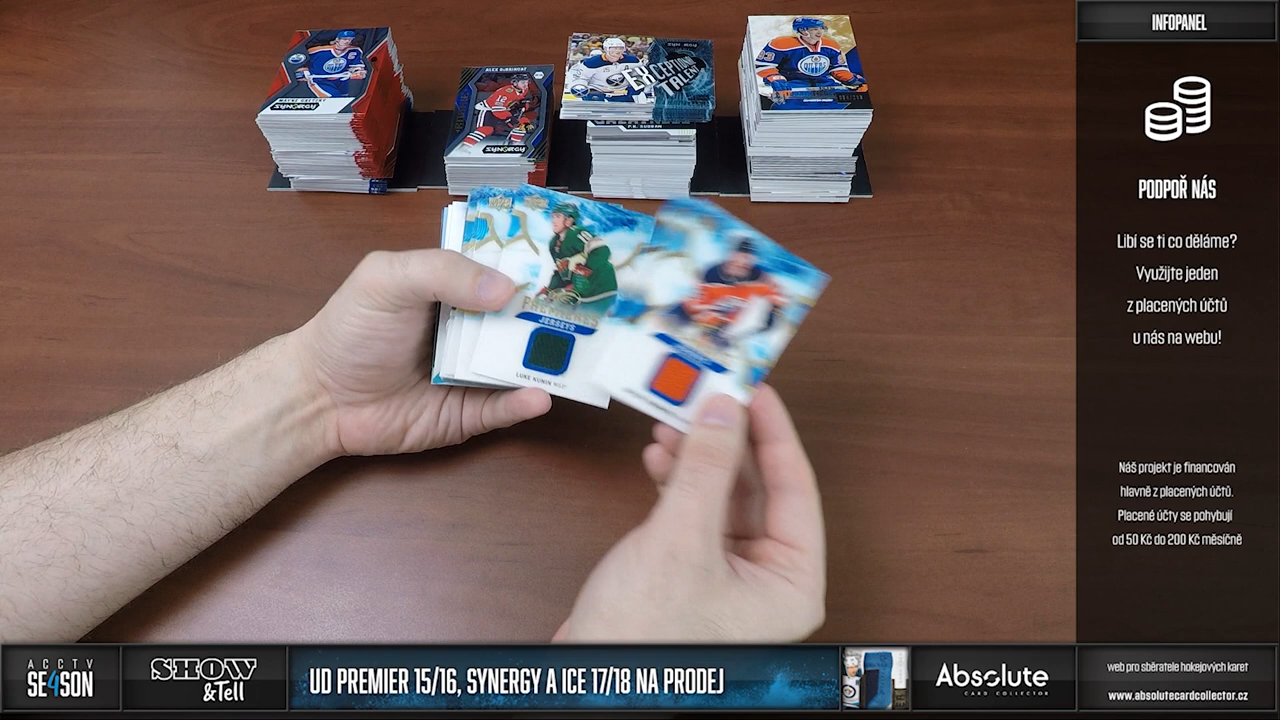 INFOPANEL
PODPOŘ NÁS
Líbí se ti co děláme?
Využijte jeden
z placených účtů
u nás na webu!
Náš projekt je financován
hlavně z placených účtů.
Placené účty se pohybují
od 50 Kč do 200 Kč měsíčně
WAYNE GRETZKY
SYNERGY
ALEX DEBRINCAT
SYNERGY
EXCEPTIONAL
TALENT
P.K. SUBBAN
JERSEYS
LUKE KUNIN
ACCTV
SE4SON
SHOW
&Tell
UD PREMIER 15/16, SYNERGY A ICE 17/18 NA PRODEJ
Absolute
CARD COLLECTOR
web pro sběratele hokejových karet
www.absolutecardcollector.cz